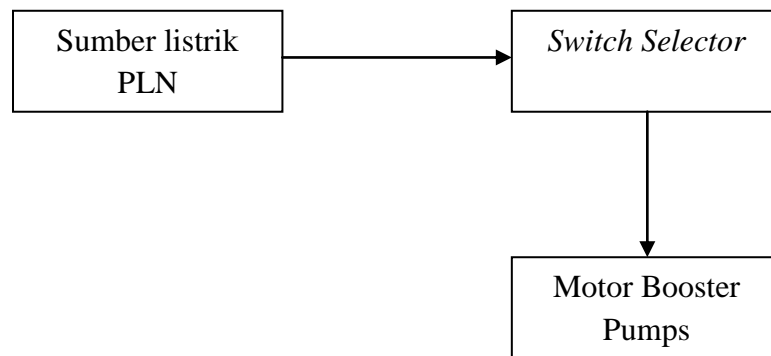 Sumber listrik
PLN
Switch Selector
Motor Booster
Pumps